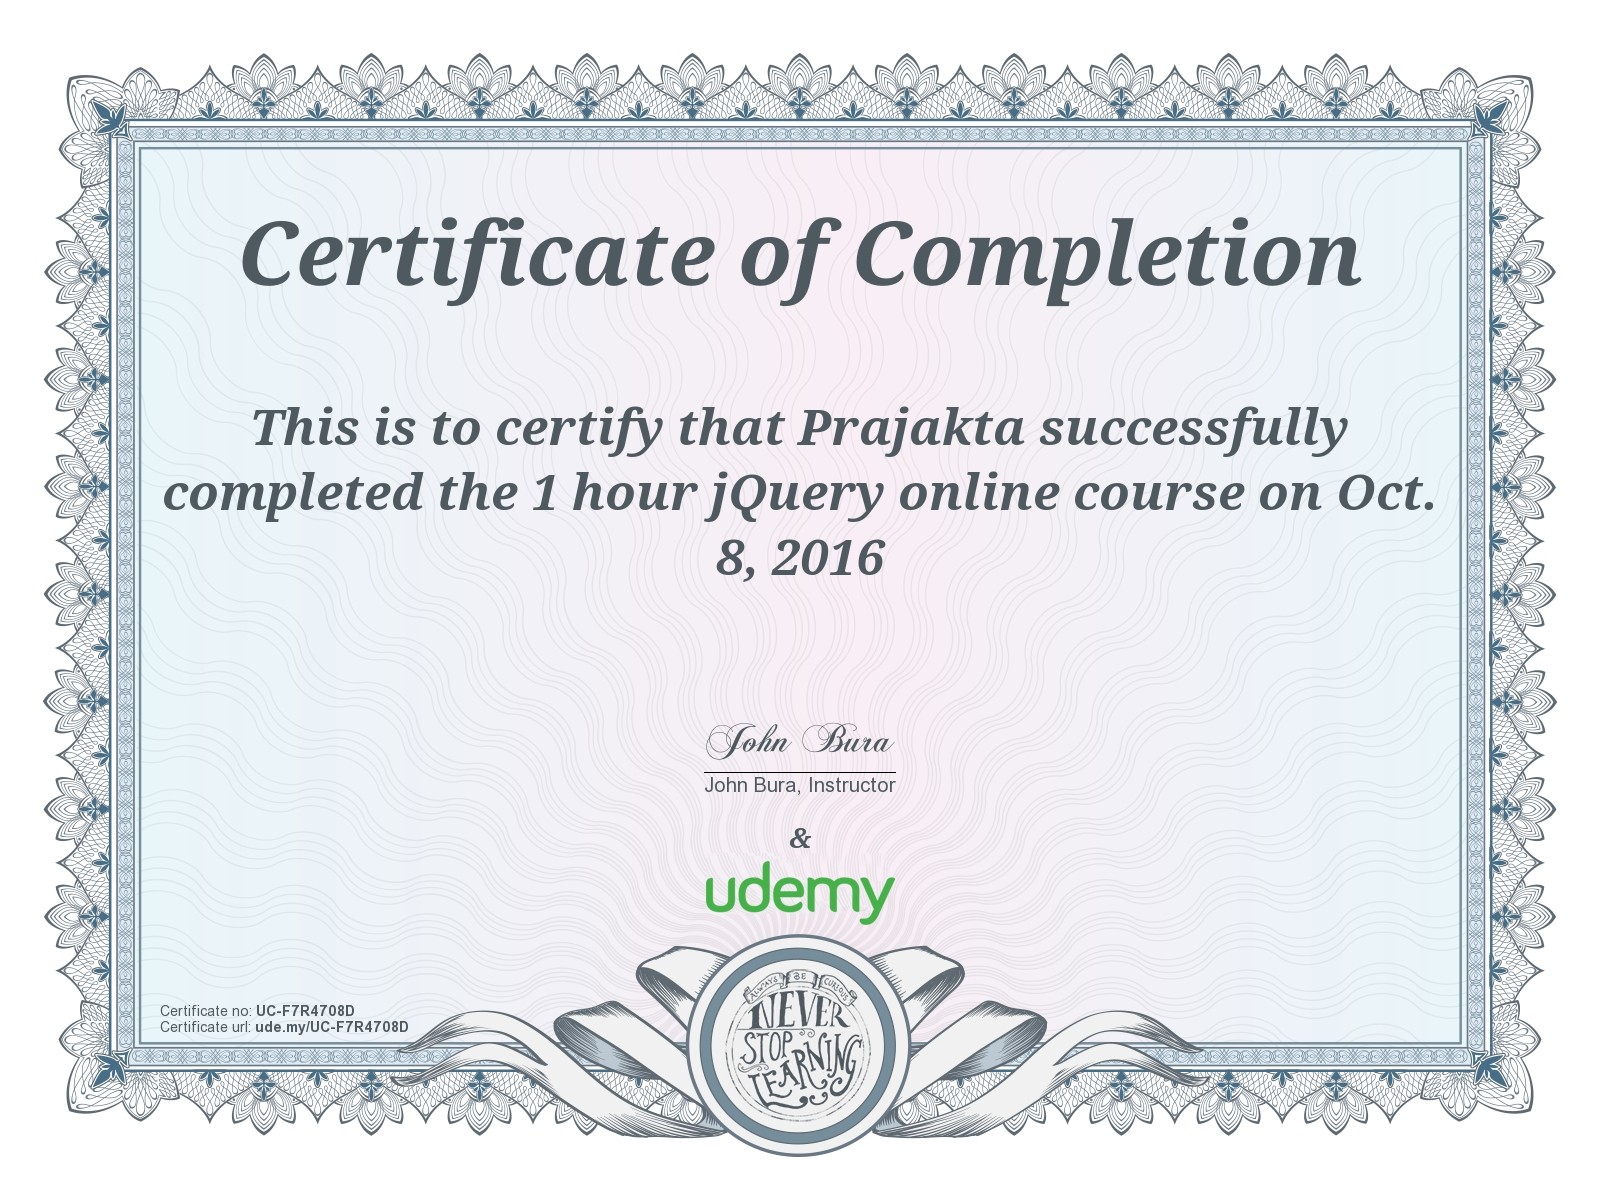 Certificate of Completion
This is to certify that Prajakta successfully
completed the 1 hour jQuery online course on Oct.
8, 2016
John Bura
John Bura, Instructor
&
udemy
Certificate no: UC-F7R4708D
Certificate url: ude.my/UC-F7R4708D
ALWAYS BE CURIOUS
NEVER
STOP
LEARNING